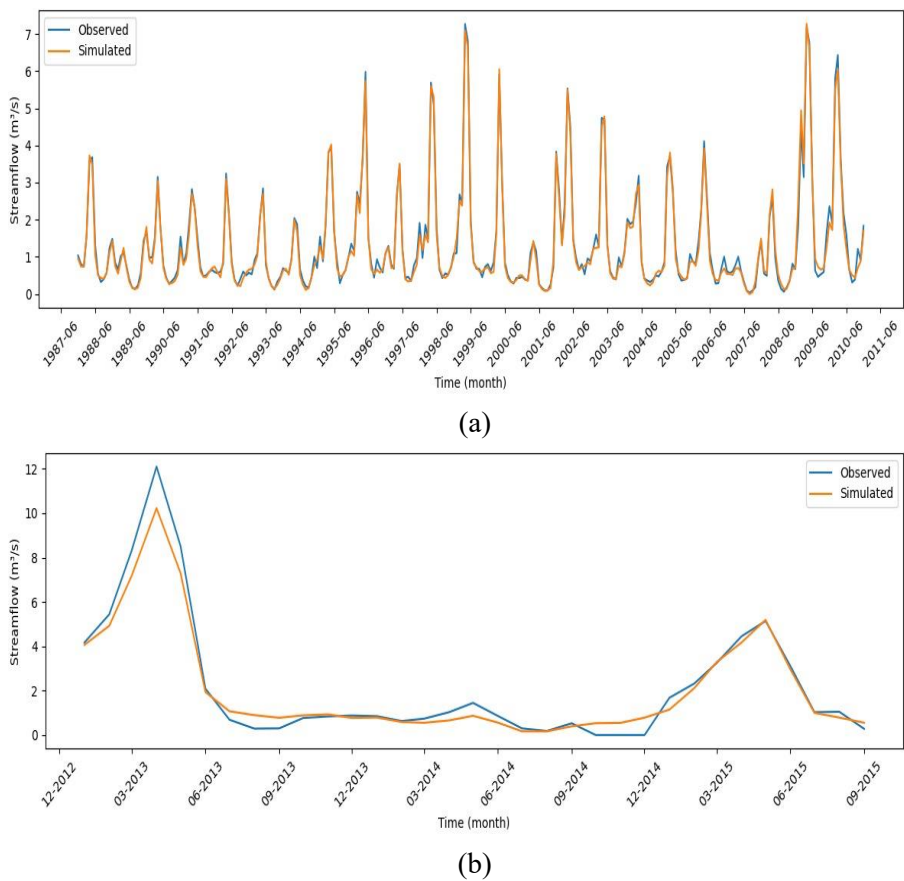 Observed
Simulated
Streamflow (m³/s)
7
6
5
4
3
2
1
0
1987-06 1988-06 1989-06 1990-06 1991-06 1992-06 1993-06 1994-06 1995-06 1996-06 1997-06 1998-06 1999-06 2000-06 2001-06 2002-06 2003-06 2004-06 2005-06 2006-06 2007-06 2008-06 2009-06 2010-06 2011-06
Time (month)
(a)
Observed
Simulated
Streamflow (m³/s)
12
10
8
6
4
2
0
12-2012 03-2013 06-2013 09-2013 12-2013 03-2014 06-2014 09-2014 12-2014 03-2015 06-2015 09-2015
Time (month)
(b)